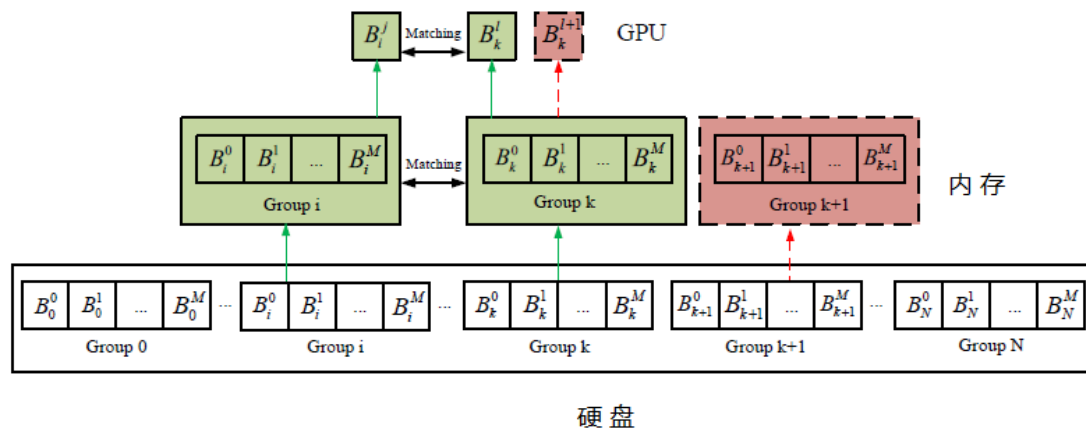 B_i^j Matching B_k^l B_k^{l+1} GPU
B_i^0 B_i^1 ... B_i^M Matching B_k^0 B_k^1 ... B_k^M B_{k+1}^0 B_{k+1}^1 ... B_{k+1}^M
Group i Group k Group k+1 内存
B_0^0 B_0^1 ... B_0^M ... B_i^0 B_i^1 ... B_i^M ... B_k^0 B_k^1 ... B_k^M B_{k+1}^0 B_{k+1}^1 ... B_{k+1}^M ... B_N^0 B_N^1 ... B_N^M
Group 0 Group i Group k Group k+1 Group N
硬盘